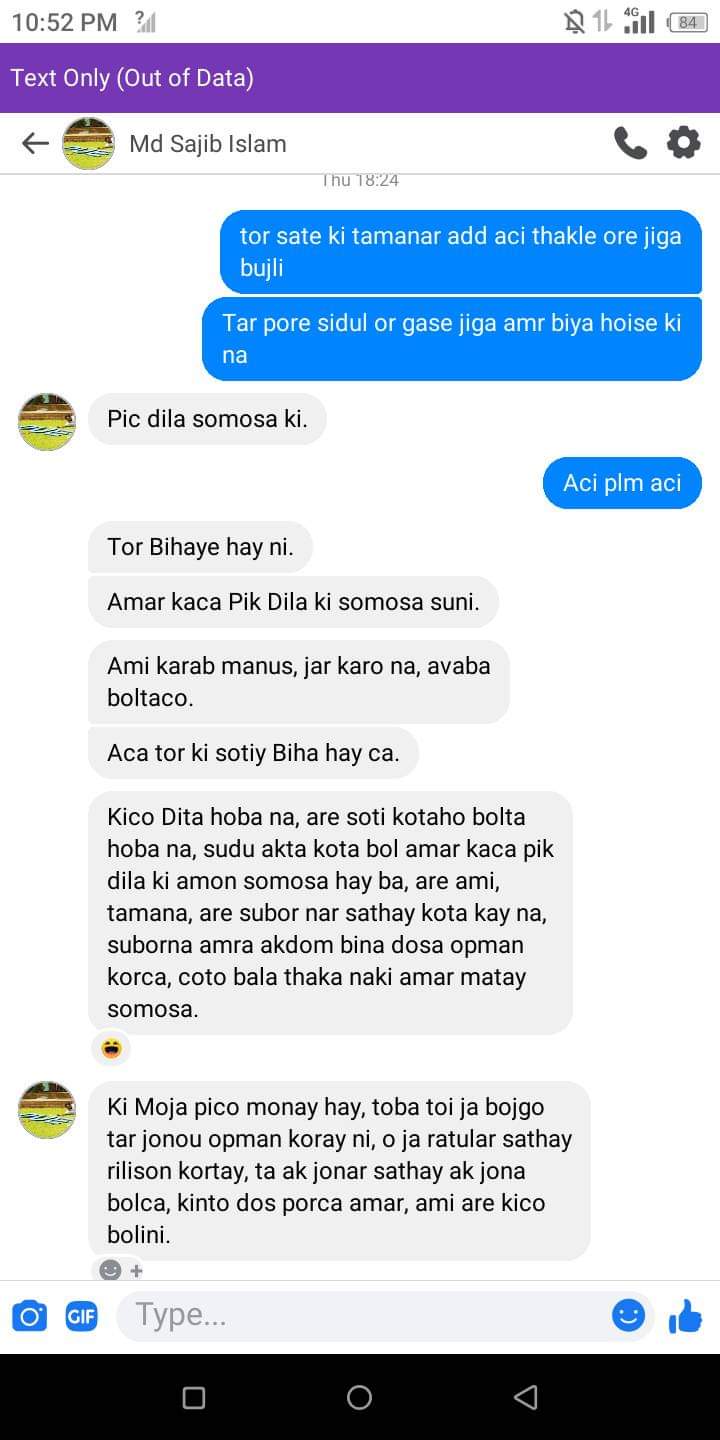 10:52 PM
4G
84
Text Only (Out of Data)
Md Sajib Islam
Thu 18:24
tor sate ki tamanar add aci thakle ore jiga
bujli
Tar pore sidul or gase jiga amr biya hoise ki
na
Pic dila somosa ki.
Aci plm aci
Tor Bihaye hay ni.
Amar kaca Pik Dila ki somosa suni.
Ami karab manus, jar karo na, avaba
boltaco.
Aca tor ki sotiy Biha hay ca.
Kico Dita hoba na, are soti kotaho bolta
hoba na, sudu akta kota bol amar kaca pik
dila ki amon somosa hay ba, are ami,
tamana, are subor nar sathay kota kay na,
suborna amra akdom bina dosa opman
korca, coto bala thaka naki amar matay
somosa.
Ki Moja pico monay hay, toba toi ja bojgo
tar jonou opman koray ni, o ja ratular sathay
rilison kortay, ta ak jonar sathay ak jona
bolca, kinto dos porca amar, ami are kico
bolini.
GIF
Type...